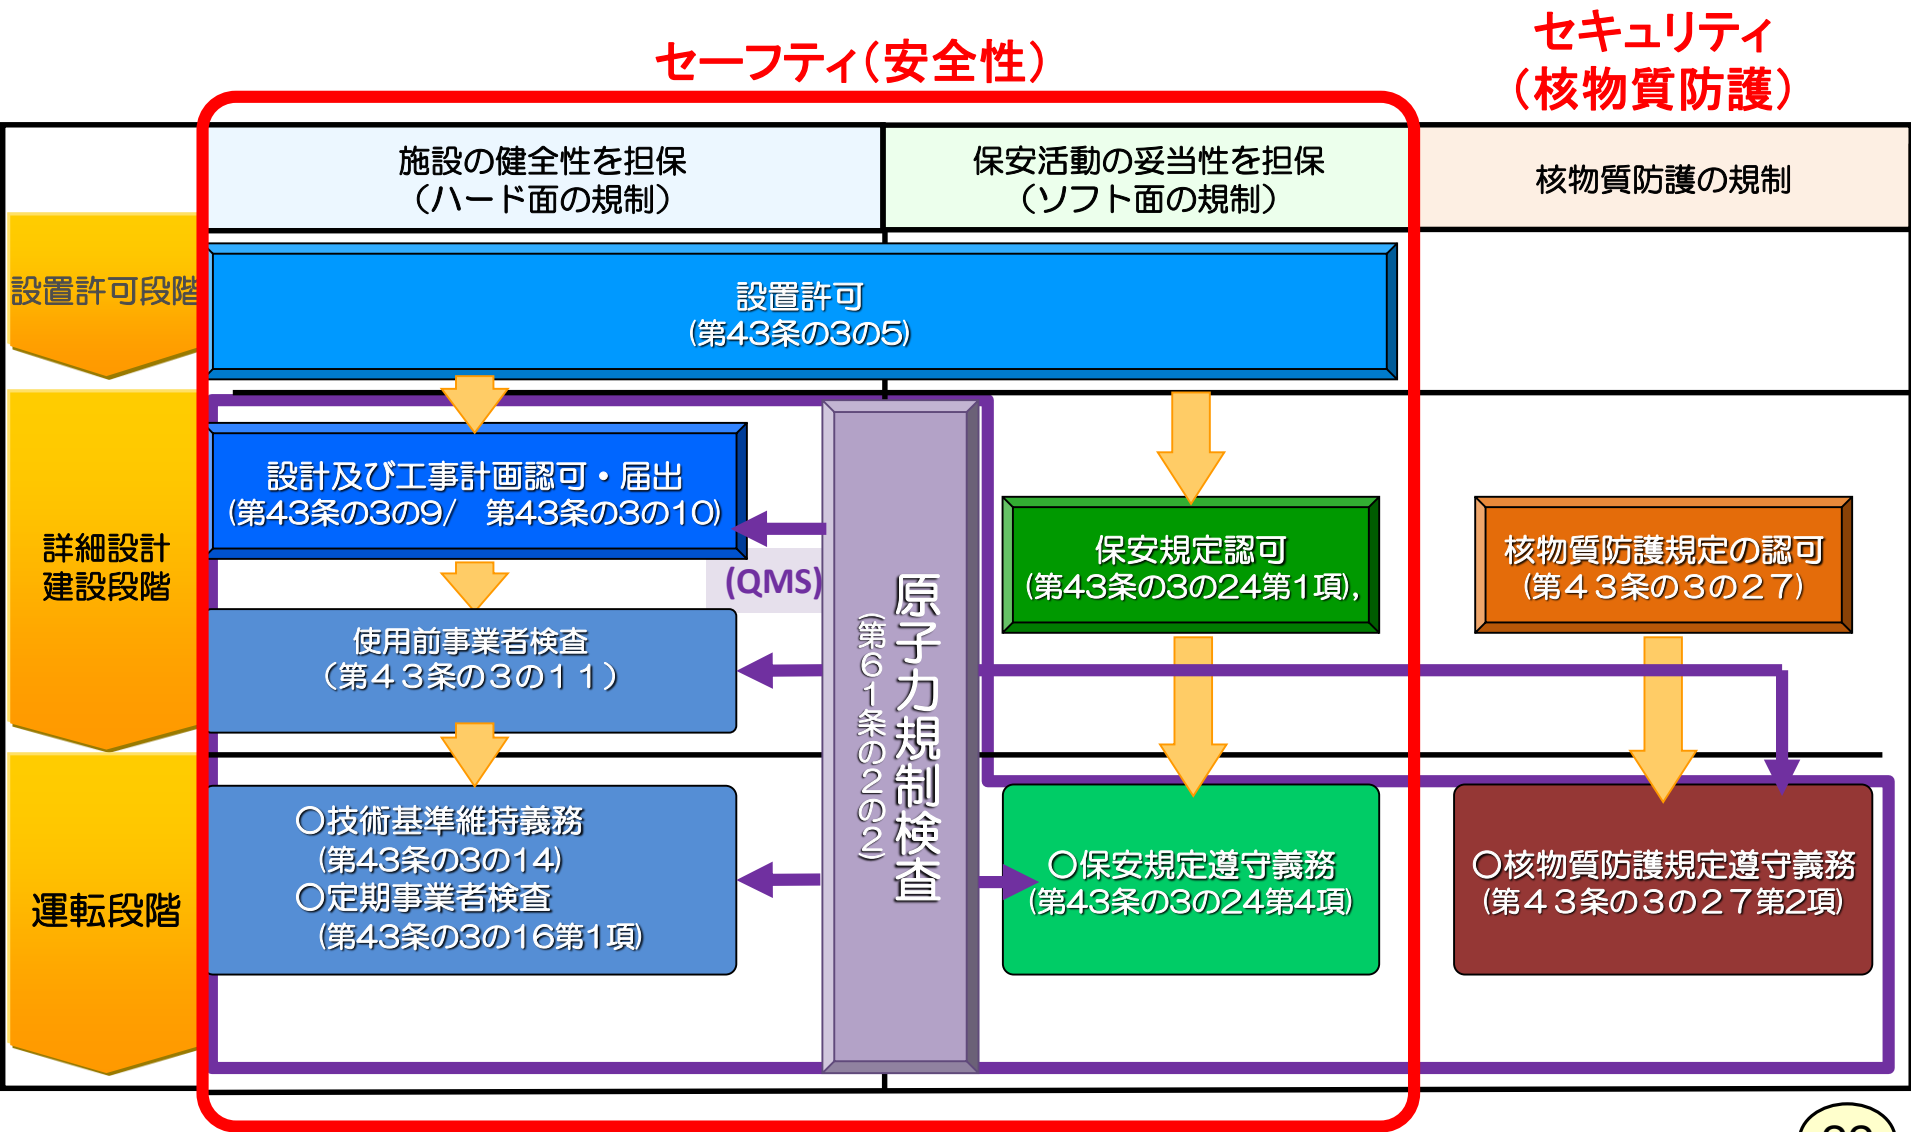 セーフティ（安全性）
セキュリティ
（核物質防護）
施設の健全性を担保
（ハード面の規制）
保安活動の妥当性を担保
（ソフト面の規制）
核物質防護の規制
設置許可段階
設置許可
(第43条の3の5)
詳細設計
建設段階
設計及び工事計画認可・届出
(第43条の3の9/　第43条の3の10)
(QMS)
使用前事業者検査
（第４３条の３の１１）
原子力規制検査
（第６１条の２の２）
保安規定認可
(第43条の3の24第1項),
核物質防護規定の認可
(第４３条の３の２７)
運転段階
○技術基準維持義務
(第43条の3の14)
○定期事業者検査
(第43条の3の16第1項)
○保安規定遵守義務
(第43条の3の24第4項)
○核物質防護規定遵守義務
(第４３条の３の２７第2項)